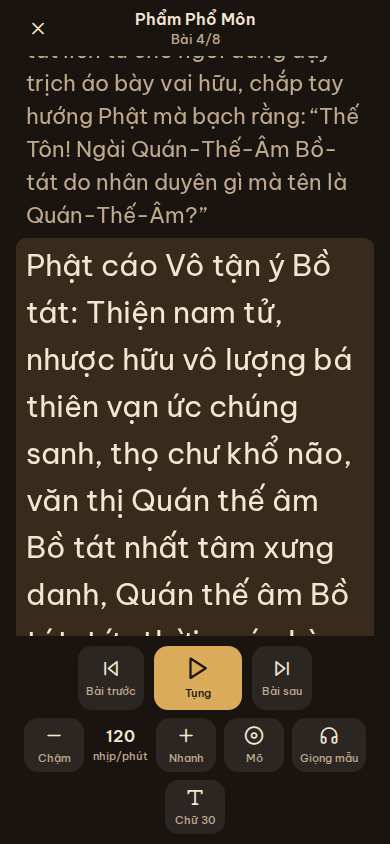 Phẩm Phổ Môn
Bài 4/8
trịch áo bày vai hữu, chắp tay
hướng Phật mà bạch rằng: “Thế
Tôn! Ngài Quán-Thế-Âm Bồ-
tát do nhân duyên gì mà tên là
Quán-Thế-Âm?”
Phật cáo Vô tận ý Bồ
tát: Thiện nam tử,
nhược hữu vô lượng bá
thiên vạn ức chúng
sanh, thọ chư khổ não,
văn thị Quán thế âm
Bồ tát nhất tâm xưng
danh, Quán thế âm Bồ
Bài trước
Tụng
Bài sau
Chậm
120
nhịp/phút
Nhanh
Mõ
Giọng mẫu
Chữ 30